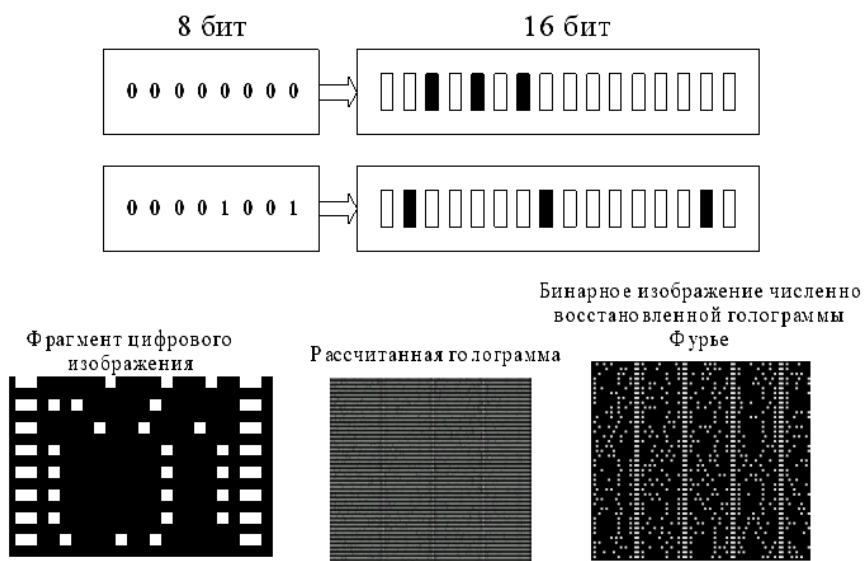 8 бит
16 бит
0 0 0 0 0 0 0 0
0 0 0 0 1 0 0 1
Фрагмент цифрового
изображения
Рассчитанная голограмма
Бинарное изображение численно
восстановленной голограммы
Фурье